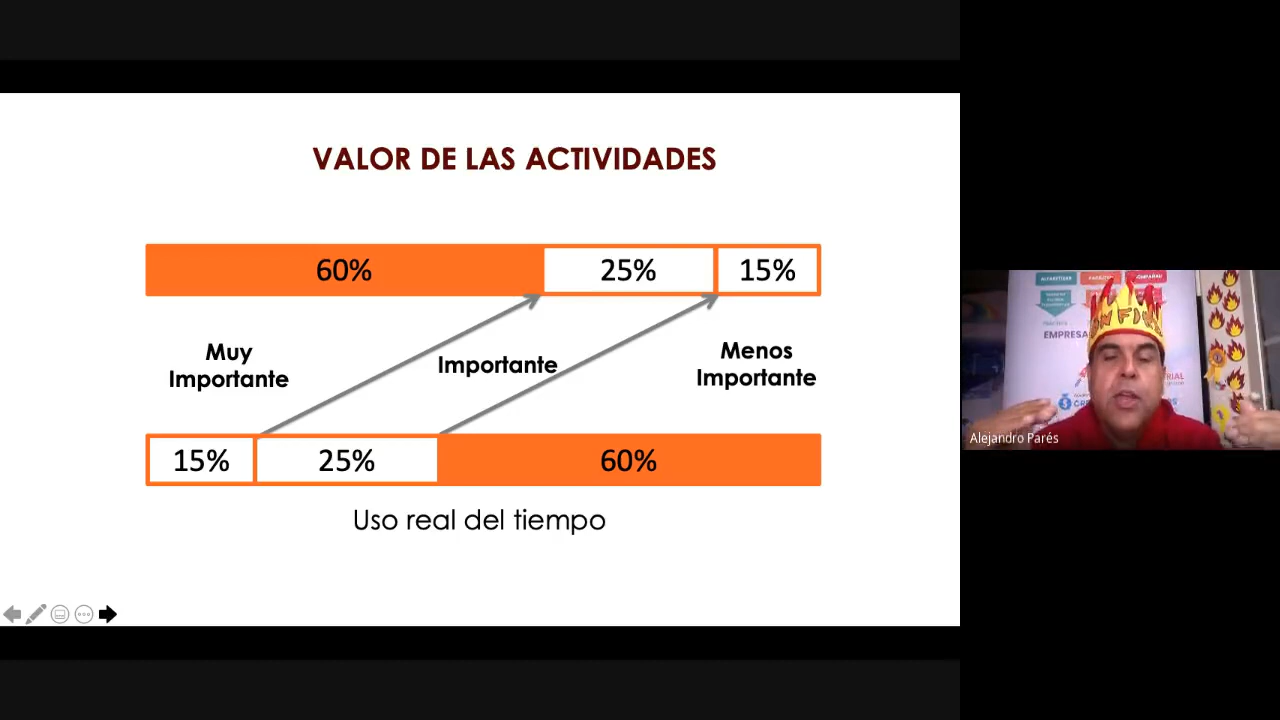 VALOR DE LAS ACTIVIDADES
60%
25%
15%
Muy
Importante
Importante
Menos
Importante
15%
25%
60%
Uso real del tiempo
EMPRESA
Alejandro Parés